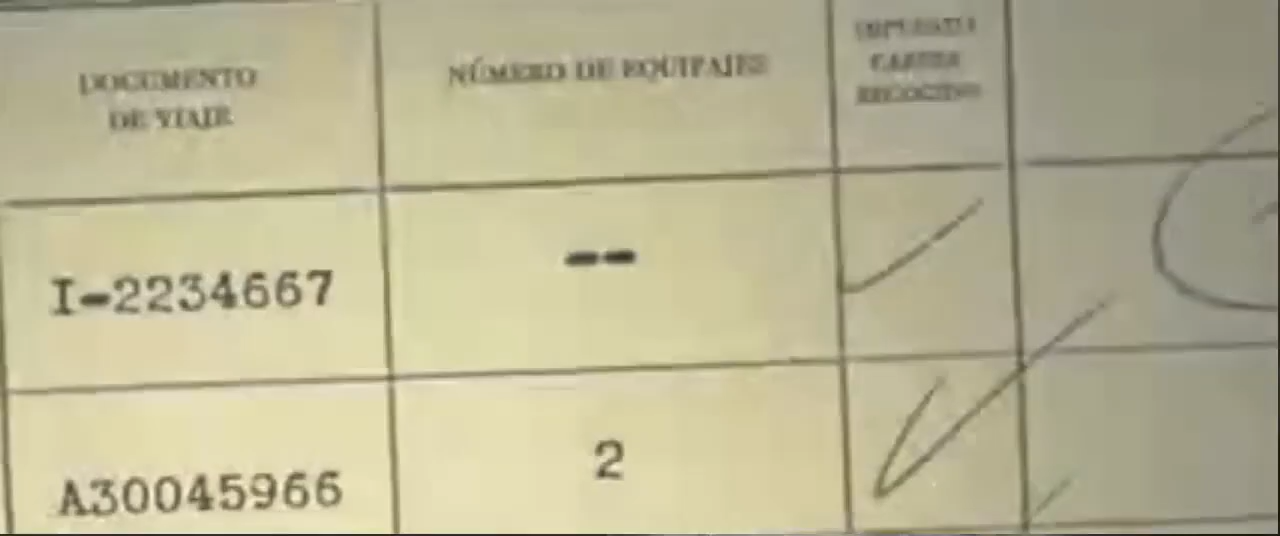 DOCUMENTO
DE VIAJE
NÚMERO DE EQUIPAJES
I-2234667
--
A30045966
2